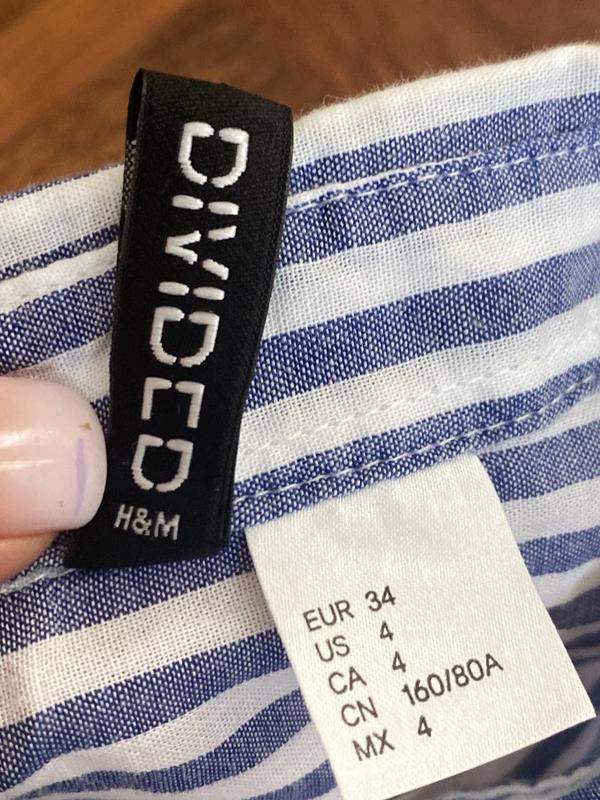 DIVIDED
H&M
EUR 34
US 4
CA 4
CN 160/80A
MX 4